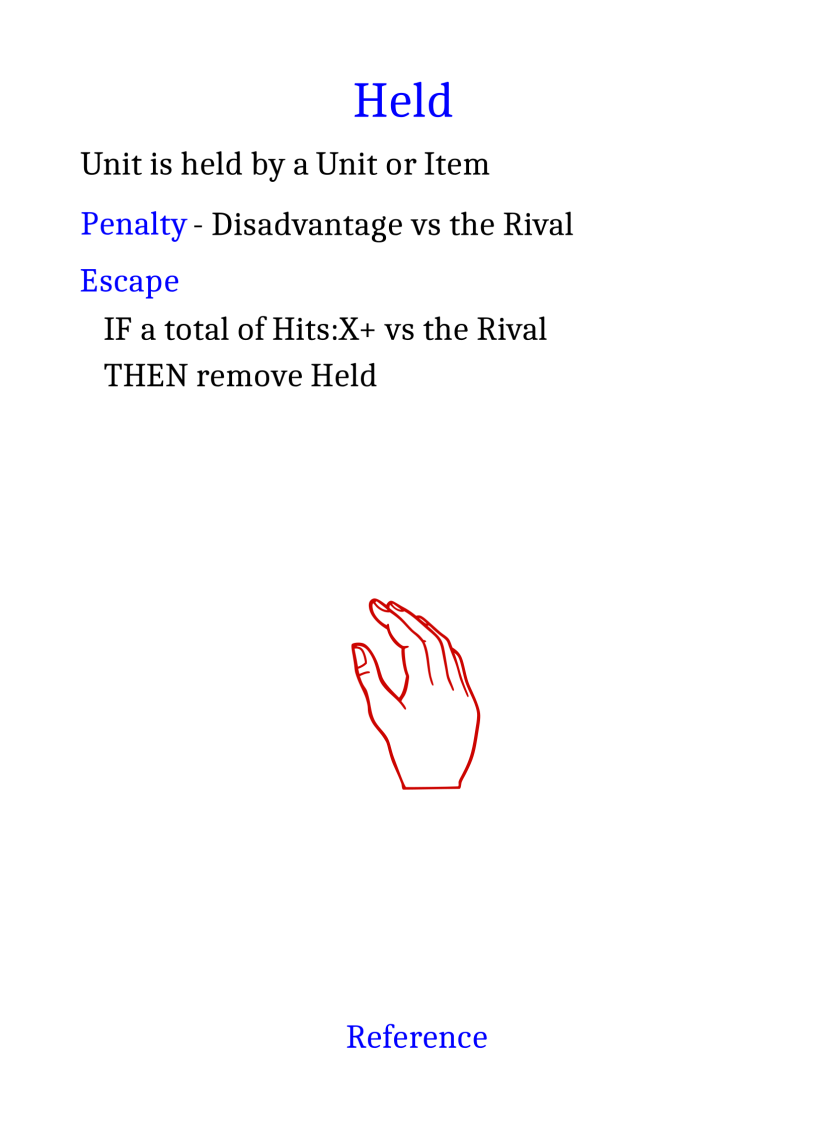 Held
Unit is held by a Unit or Item
Penalty - Disadvantage vs the Rival
Escape
IF a total of Hits:X+ vs the Rival
THEN remove Held
Reference